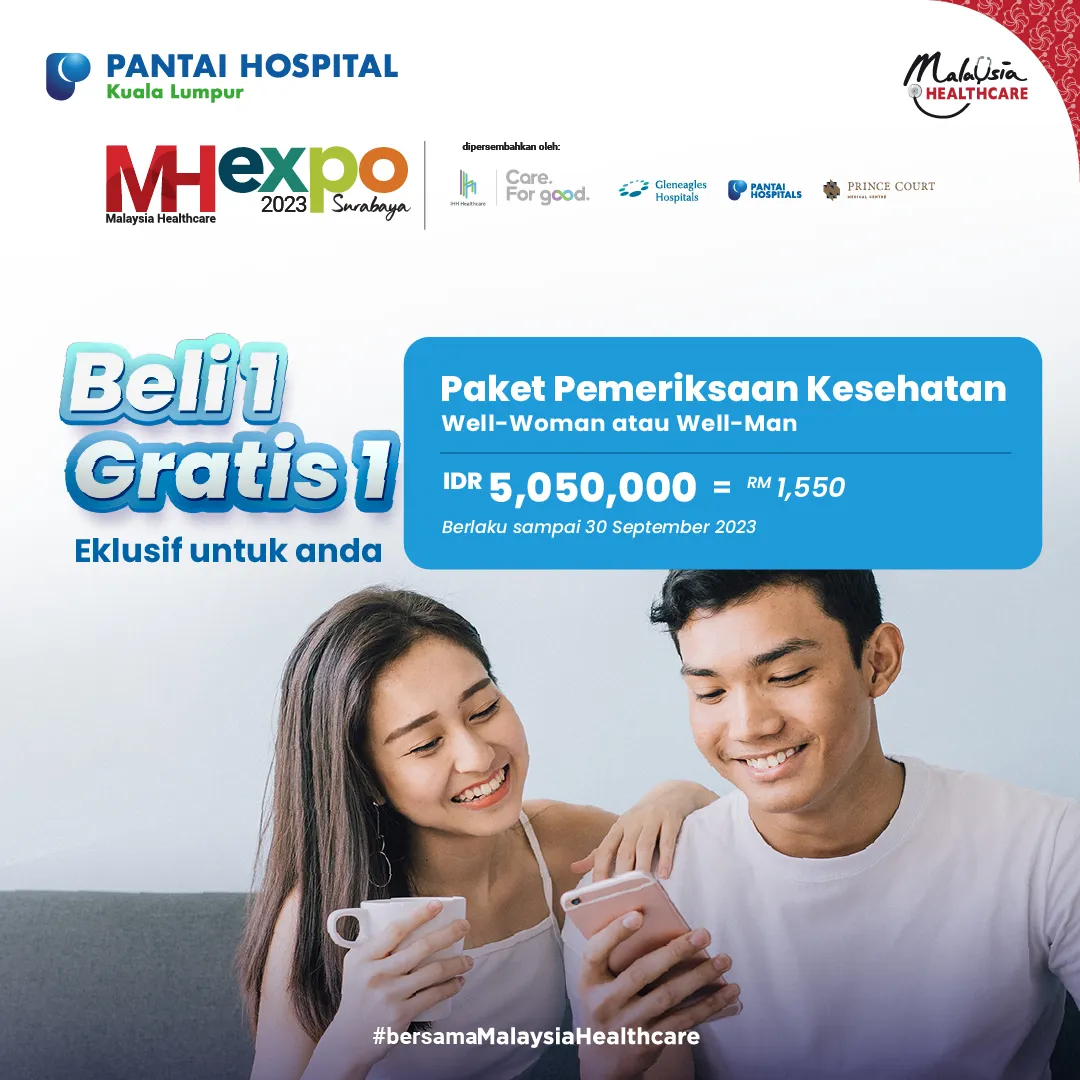 PANTAI HOSPITAL
Kuala Lumpur
Malaysia
HEALTHCARE
MHexpo
Malaysia Healthcare
2023 Surabaya
dipersembahkan oleh:
IHH Healthcare
Care.
For good.
Gleneagles
Hospitals
PANTAI
HOSPITALS
PRINCE COURT
MEDICAL CENTRE
Beli 1
Gratis 1
Eklusif untuk anda
Paket Pemeriksaan Kesehatan
Well-Woman atau Well-Man
IDR 5,050,000 = RM 1,550
Berlaku sampai 30 September 2023
#bersamaMalaysiaHealthcare